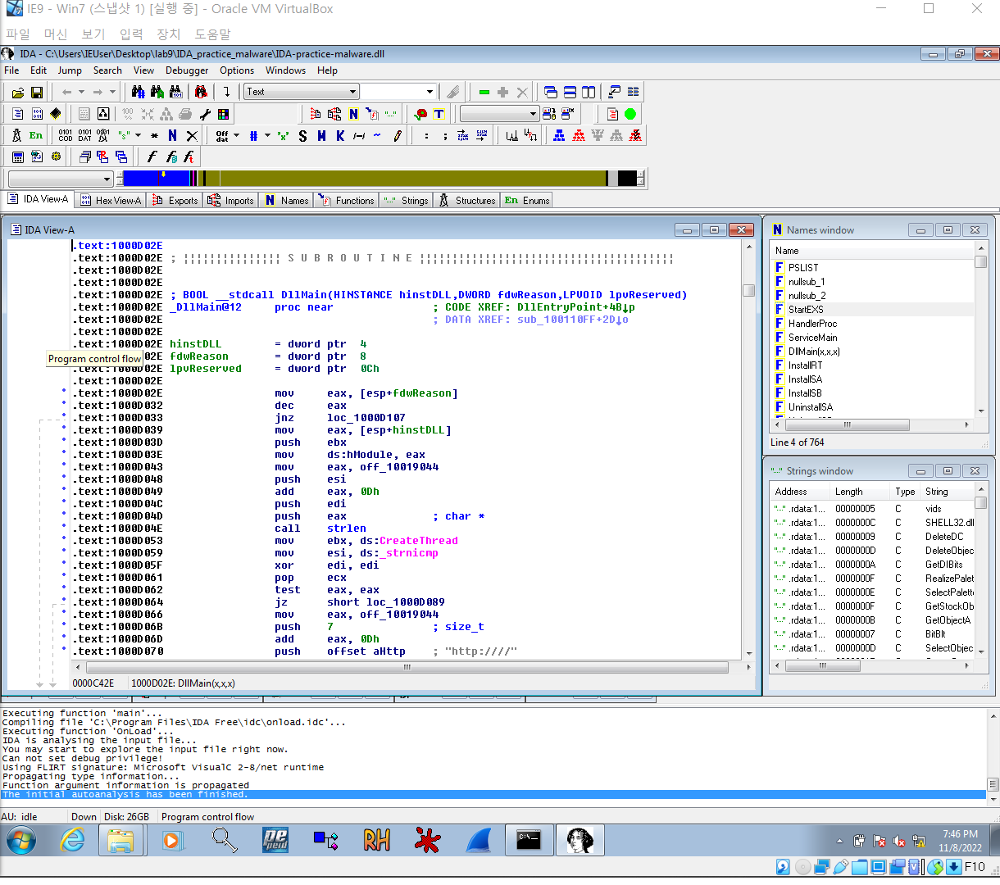 IE9 - Win7 (스냅샷 1) [실행 중] - Oracle VM VirtualBox
파일 머신 보기 입력 장치 도움말
IDA - C:\Users\IEUser\Desktop\lab9\IDA_practice_malware\IDA-practice-malware.dll
File Edit Jump Search View Debugger Options Windows Help
Text
En
IDA View-A Hex View-A Exports Imports N Names Functions Strings Structures En Enums
IDA View-A
.text:1000D02E
.text:1000D02E ; ¦¦¦¦¦¦¦¦¦¦¦¦¦¦¦ S U B R O U T I N E ¦¦¦¦¦¦¦¦¦¦¦¦¦¦¦¦¦¦¦¦¦¦¦¦¦¦¦¦¦¦¦¦¦¦¦¦¦¦¦
.text:1000D02E
.text:1000D02E
.text:1000D02E ; BOOL __stdcall DllMain(HINSTANCE hinstDLL,DWORD fdwReason,LPVOID lpvReserved)
.text:1000D02E _DllMain@12 proc near ; CODE XREF: DllEntryPoint+4B↓p
.text:1000D02E ; DATA XREF: sub_100110FF+2D↓o
.text:1000D02E
.text:1000D02E hinstDLL = dword ptr 4
02E fdwReason = dword ptr 8
Program control flow
.text:1000D02E lpvReserved = dword ptr 0Ch
.text:1000D02E
.text:1000D02E mov eax, [esp+fdwReason]
.text:1000D032 dec eax
.text:1000D033 jnz loc_1000D107
.text:1000D039 mov eax, [esp+hinstDLL]
.text:1000D03D push ebx
.text:1000D03E mov ds:hModule, eax
.text:1000D043 mov eax, off_10019044
.text:1000D048 push esi
.text:1000D049 add eax, 0Dh
.text:1000D04C push edi
.text:1000D04D push eax ; char *
.text:1000D04E call strlen
.text:1000D053 mov ebx, ds:CreateThread
.text:1000D059 mov esi, ds:_strnicmp
.text:1000D05F xor edi, edi
.text:1000D061 pop ecx
.text:1000D062 test eax, eax
.text:1000D064 jz short loc_1000D089
.text:1000D066 mov eax, off_10019044
.text:1000D06B push 7 ; size_t
.text:1000D06D add eax, 0Dh
.text:1000D070 push offset aHttp ; "http:////"
0000C42E 1000D02E: DllMain(x,x,x)
Names window
Name
F PSLIST
F nullsub_1
F nullsub_2
F StartEXS
F HandlerProc
F ServiceMain
F DllMain(x,x,x)
F InstallRT
F InstallSA
F InstallSB
F UninstallSA
Line 4 of 764
Strings window
Address Length Type String
.rdata:1... 00000005 C vids
.rdata:1... 0000000C C SHELL32.dll
.rdata:1... 00000009 C DeleteDC
.rdata:1... 0000000D C DeleteObjec
.rdata:1... 0000000A C GetDIBits
.rdata:1... 0000000F C RealizePalet
.rdata:1... 0000000E C SelectPalett
.rdata:1... 0000000F C GetStockOb
.rdata:1... 0000000B C GetObjectA
.rdata:1... 00000007 C BitBlt
.rdata:1... 0000000D C SelectObjec
Executing function 'main'...
Compiling file 'C:\Program Files\IDA Free\idc\onload.idc'...
Executing function 'OnLoad'...
IDA is analysing the input file...
You may start to explore the input file right now.
Can not set debug privilege!
Using FLIRT signature: Microsoft VisualC 2-8/net runtime
Propagating type information...
Function argument information is propagated
The initial autoanalysis has been finished.
AU: idle Down Disk: 26GB Program control flow
7:46 PM
11/8/2022
F10